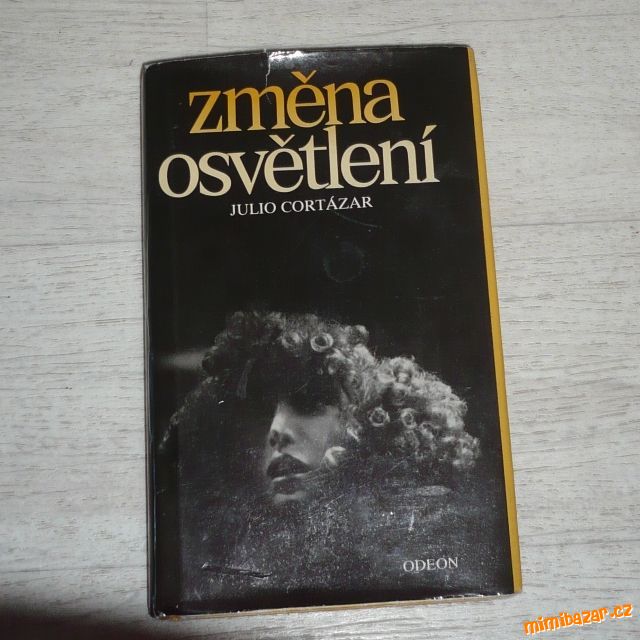 změna
osvětlení
JULIO CORTÁZAR
ODEON
mimibazar.cz